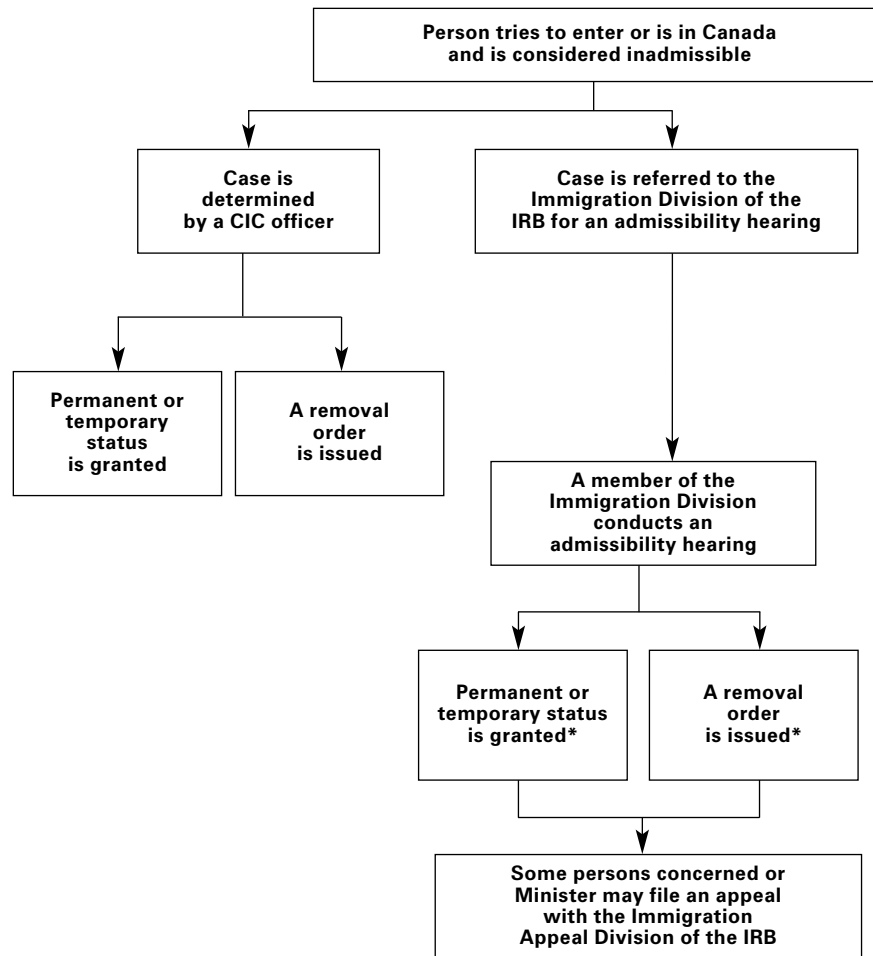 Person tries to enter or is in Canada
and is considered inadmissible
Case is
determined
by a CIC officer
Case is referred to the
Immigration Division of the
IRB for an admissibility hearing
Permanent or
temporary
status
is granted
A removal
order
is issued
A member of the
Immigration Division
conducts an
admissibility hearing
Permanent or
temporary status
is granted*
A removal
order
is issued*
Some persons concerned or
Minister may file an appeal
with the Immigration
Appeal Division of the IRB